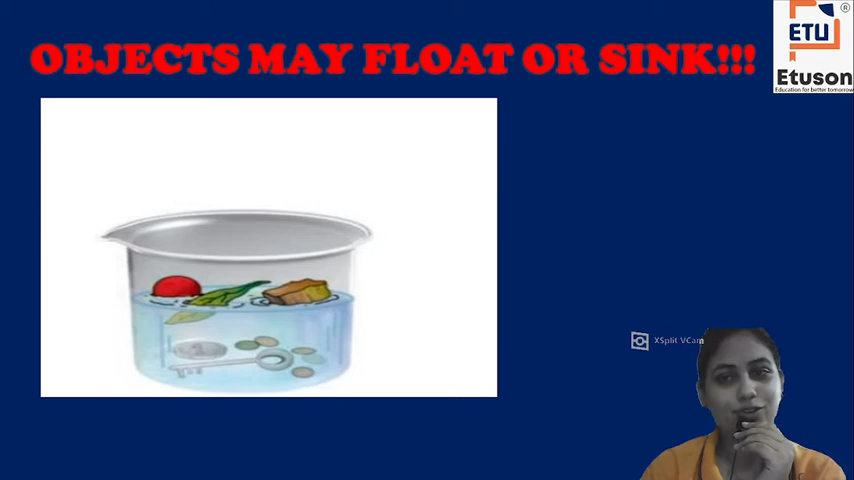 OBJECTS MAY FLOAT OR SINK!!!
ETU
®
Etuson
Education for better tomorrow
XSplit VCam